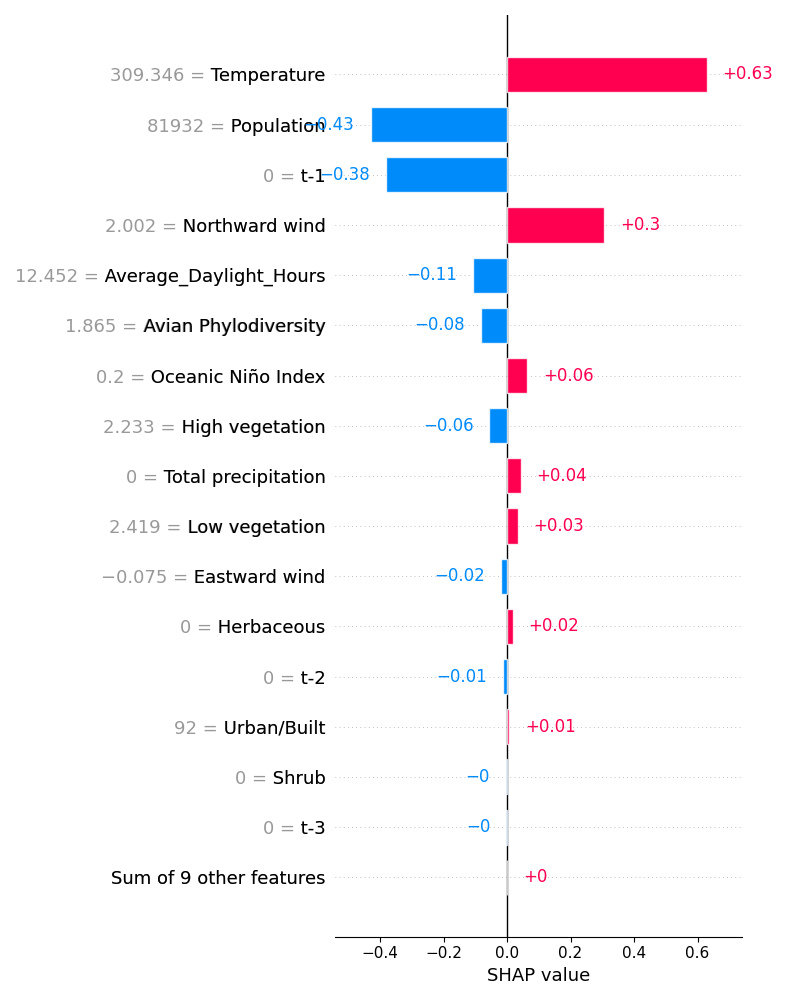 309.346 = Temperature +0.63
81932 = Population −0.43
0 = t-1 −0.38
2.002 = Northward wind +0.3
12.452 = Average_Daylight_Hours −0.11
1.865 = Avian Phylodiversity −0.08
0.2 = Oceanic Niño Index +0.06
2.233 = High vegetation −0.06
0 = Total precipitation +0.04
2.419 = Low vegetation +0.03
−0.075 = Eastward wind −0.02
0 = Herbaceous +0.02
0 = t-2 −0.01
92 = Urban/Built +0.01
0 = Shrub −0
0 = t-3 −0
Sum of 9 other features +0
−0.4 −0.2 0.0 0.2 0.4 0.6
SHAP value